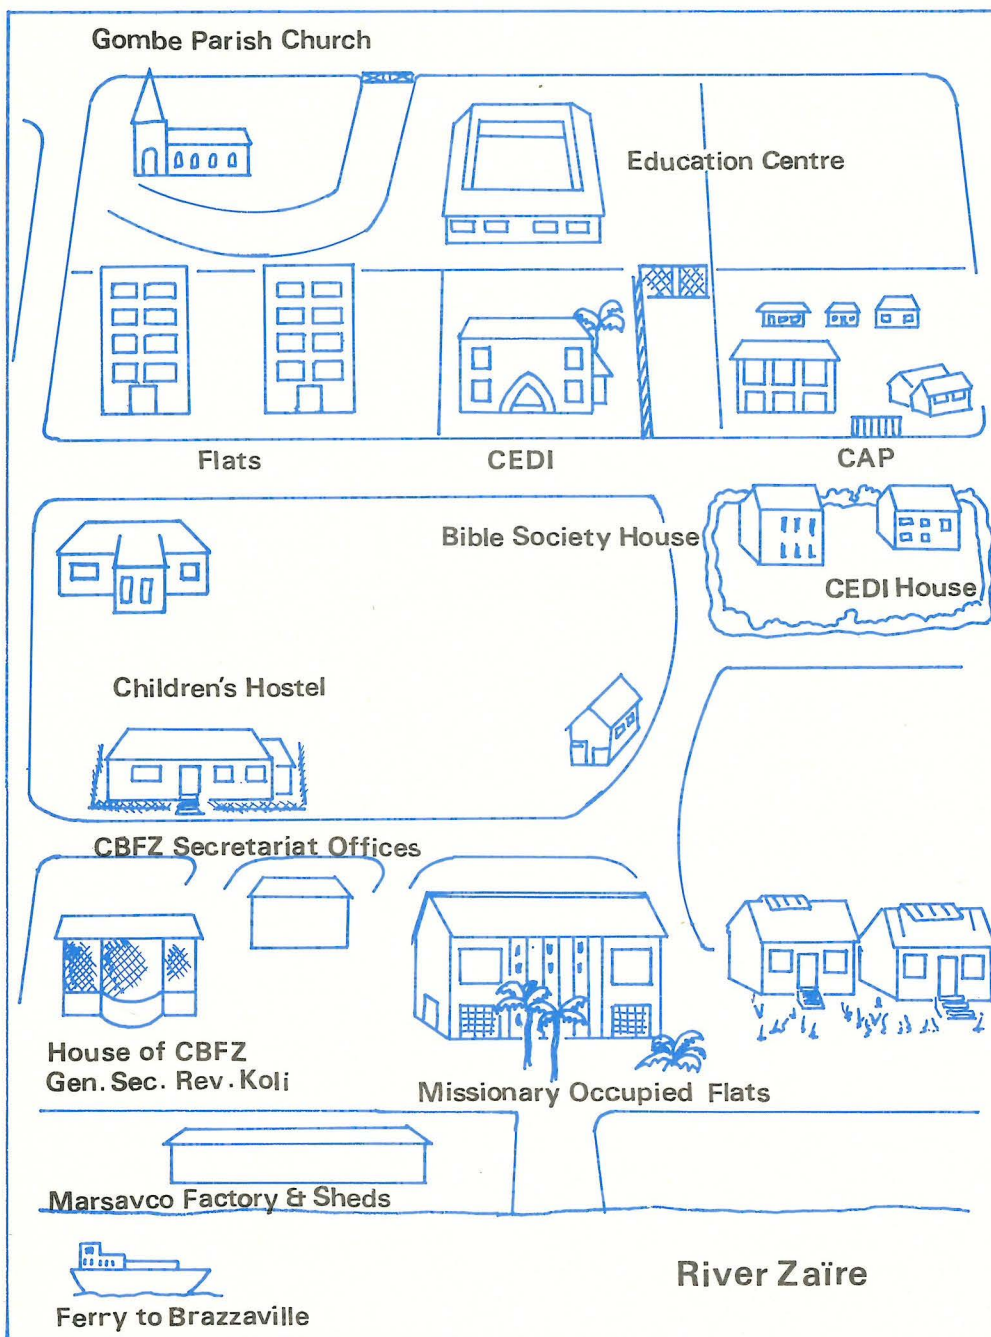 Gombe Parish Church
Education Centre
Flats
CEDI
CAP
Bible Society House
CEDI House
Children's Hostel
CBFZ Secretariat Offices
House of CBFZ
Gen. Sec. Rev. Koli
Missionary Occupied Flats
Marsavco Factory & Sheds
River Zaïre
Ferry to Brazzaville